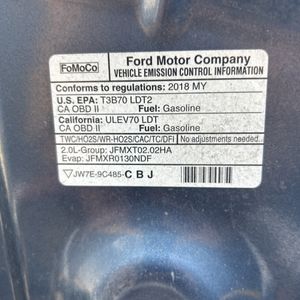 FoMoCo
Ford Motor Company
VEHICLE EMISSION CONTROL INFORMATION
Conforms to regulations: 2018 MY
U.S. EPA: T3B70 LDT2
CA OBD II Fuel: Gasoline
California: ULEV70 LDT
CA OBD II Fuel: Gasoline
TWC/HO2S/WR-HO2S/CAC/TC/DFI No adjustments needed.
2.0L-Group: JFMXT02.02HA
Evap: JFMXR0130NDF
JW7E-9C485-C B J